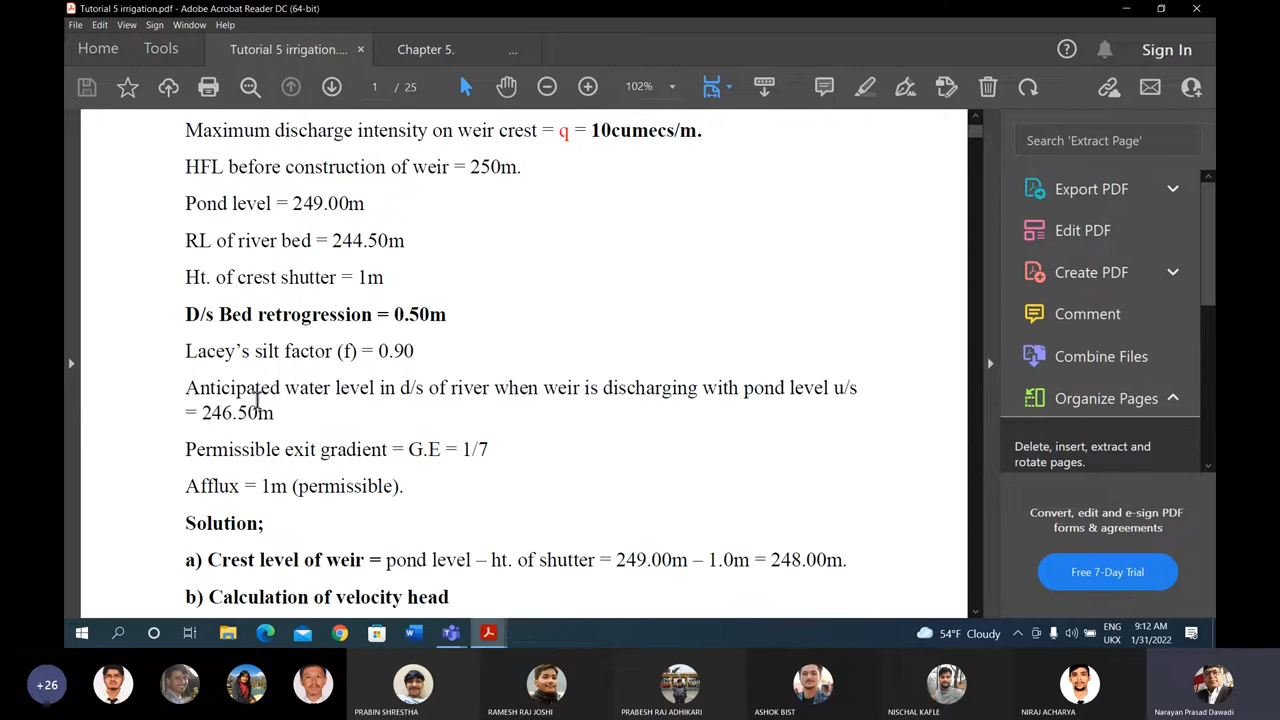 Tutorial 5 irrigation.pdf - Adobe Acrobat Reader DC (64-bit)
File Edit View Sign Window Help
Home Tools Tutorial 5 irrigation.... × Chapter 5. ... Sign In
1 / 25 102%
Maximum discharge intensity on weir crest = q = 10cumecs/m.
HFL before construction of weir = 250m.
Pond level = 249.00m
RL of river bed = 244.50m
Ht. of crest shutter = 1m
D/s Bed retrogression = 0.50m
Lacey's silt factor (f) = 0.90
Anticipated water level in d/s of river when weir is discharging with pond level u/s
= 246.50m
Permissible exit gradient = G.E = 1/7
Afflux = 1m (permissible).
Solution;
a) Crest level of weir = pond level – ht. of shutter = 249.00m – 1.0m = 248.00m.
b) Calculation of velocity head
Search 'Extract Page'
Export PDF
Edit PDF
Create PDF
Comment
Combine Files
Organize Pages
Delete, insert, extract and
rotate pages.
Convert, edit and e-sign PDF
forms & agreements
Free 7-Day Trial
54°F Cloudy
ENG
UKX
9:12 AM
1/31/2022
+26
PRABIN SHRESTHA
RAMESH RAJ JOSHI
PRABESH RAJ ADHIKARI
ASHOK BIST
NISCHAL KAFLE
NIRAJ ACHARYA
Narayan Prasad Dawadi